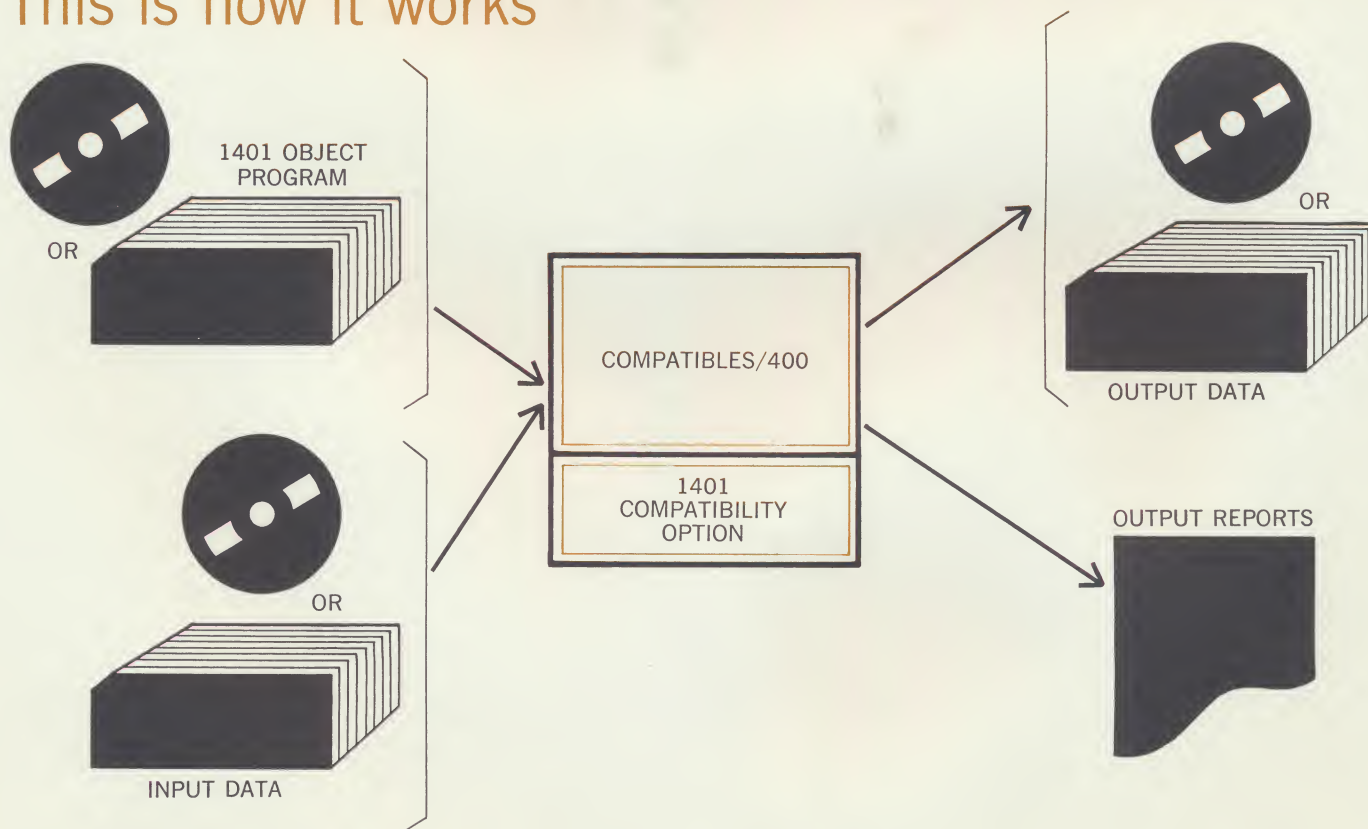 This is how it works
1401 OBJECT
PROGRAM
OR
OR
INPUT DATA
COMPATIBLES/400
1401
COMPATIBILITY
OPTION
OR
OUTPUT DATA
OUTPUT REPORTS